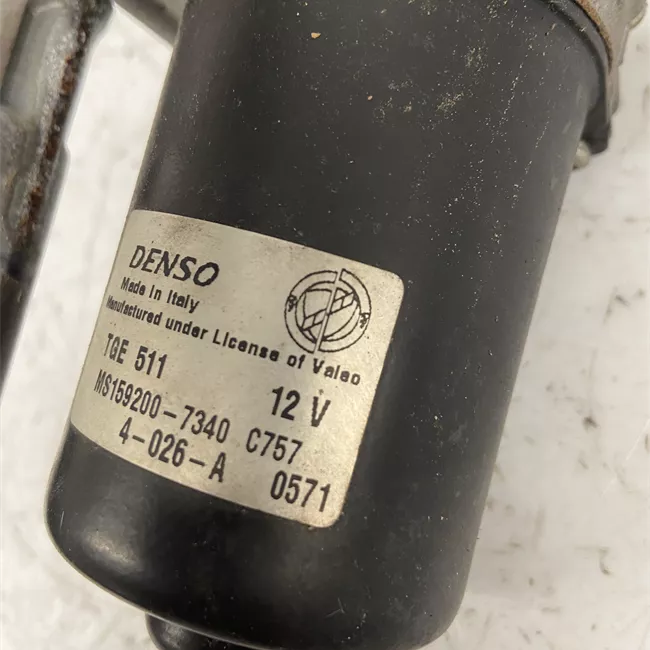 DENSO
Made in Italy
Manufactured under License of Valeo
TGE 511
12 V
MS159200-7340 C757
4-026-A 0571